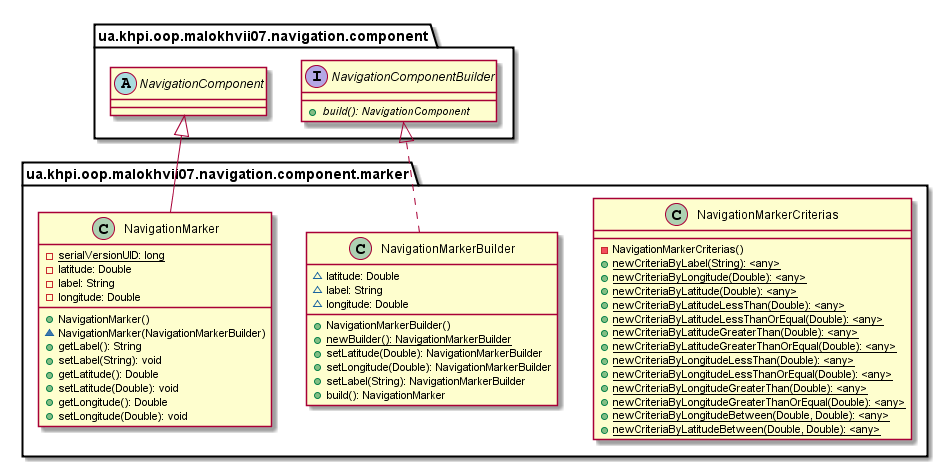 ua.khpi.oop.malokhvii07.navigation.component
A NavigationComponent
I NavigationComponentBuilder
build(): NavigationComponent
ua.khpi.oop.malokhvii07.navigation.component.marker
C NavigationMarker
serialVersionUID: long
latitude: Double
label: String
longitude: Double
NavigationMarker()
NavigationMarker(NavigationMarkerBuilder)
getLabel(): String
setLabel(String): void
getLatitude(): Double
setLatitude(Double): void
getLongitude(): Double
setLongitude(Double): void
C NavigationMarkerBuilder
latitude: Double
label: String
longitude: Double
NavigationMarkerBuilder()
newBuilder(): NavigationMarkerBuilder
setLatitude(Double): NavigationMarkerBuilder
setLongitude(Double): NavigationMarkerBuilder
setLabel(String): NavigationMarkerBuilder
build(): NavigationMarker
C NavigationMarkerCriterias
NavigationMarkerCriterias()
newCriteriaByLabel(String): <any>
newCriteriaByLongitude(Double): <any>
newCriteriaByLatitude(Double): <any>
newCriteriaByLatitudeLessThan(Double): <any>
newCriteriaByLatitudeLessThanOrEqual(Double): <any>
newCriteriaByLatitudeGreaterThan(Double): <any>
newCriteriaByLatitudeGreaterThanOrEqual(Double): <any>
newCriteriaByLongitudeLessThan(Double): <any>
newCriteriaByLongitudeLessThanOrEqual(Double): <any>
newCriteriaByLongitudeGreaterThan(Double): <any>
newCriteriaByLongitudeGreaterThanOrEqual(Double): <any>
newCriteriaByLongitudeBetween(Double, Double): <any>
newCriteriaByLatitudeBetween(Double, Double): <any>